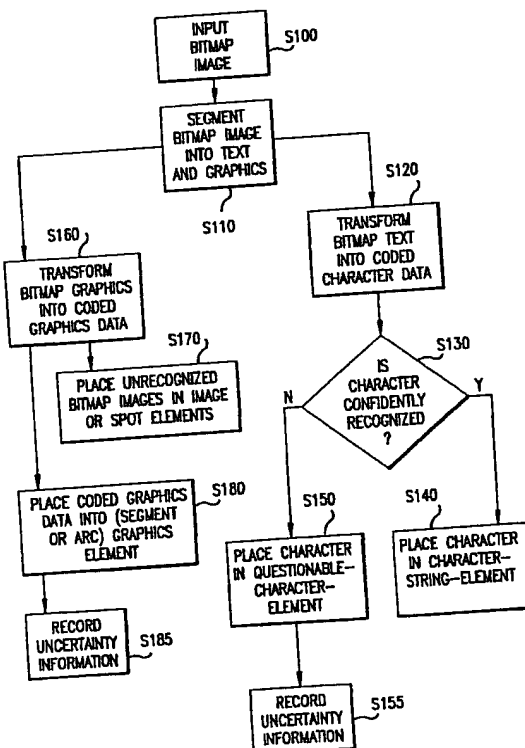 INPUT
BITMAP
IMAGE
S100
SEGMENT
BITMAP IMAGE
INTO TEXT
AND GRAPHICS
S110
S120
TRANSFORM
BITMAP TEXT
INTO CODED
CHARACTER DATA
S160
TRANSFORM
BITMAP GRAPHICS
INTO CODED
GRAPHICS DATA
S170
PLACE UNRECOGNIZED
BITMAP IMAGES IN IMAGE
OR SPOT ELEMENTS
S130
IS
CHARACTER
CONFIDENTLY
RECOGNIZED
?
N
Y
S180
PLACE CODED GRAPHICS
DATA INTO (SEGMENT
OR ARC) GRAPHICS
ELEMENT
S150
PLACE CHARACTER
IN QUESTIONABLE-
CHARACTER-
ELEMENT
S140
PLACE CHARACTER
IN CHARACTER-
STRING-ELEMENT
RECORD
UNCERTAINTY
INFORMATION
S185
RECORD
UNCERTAINTY
INFORMATION
S155